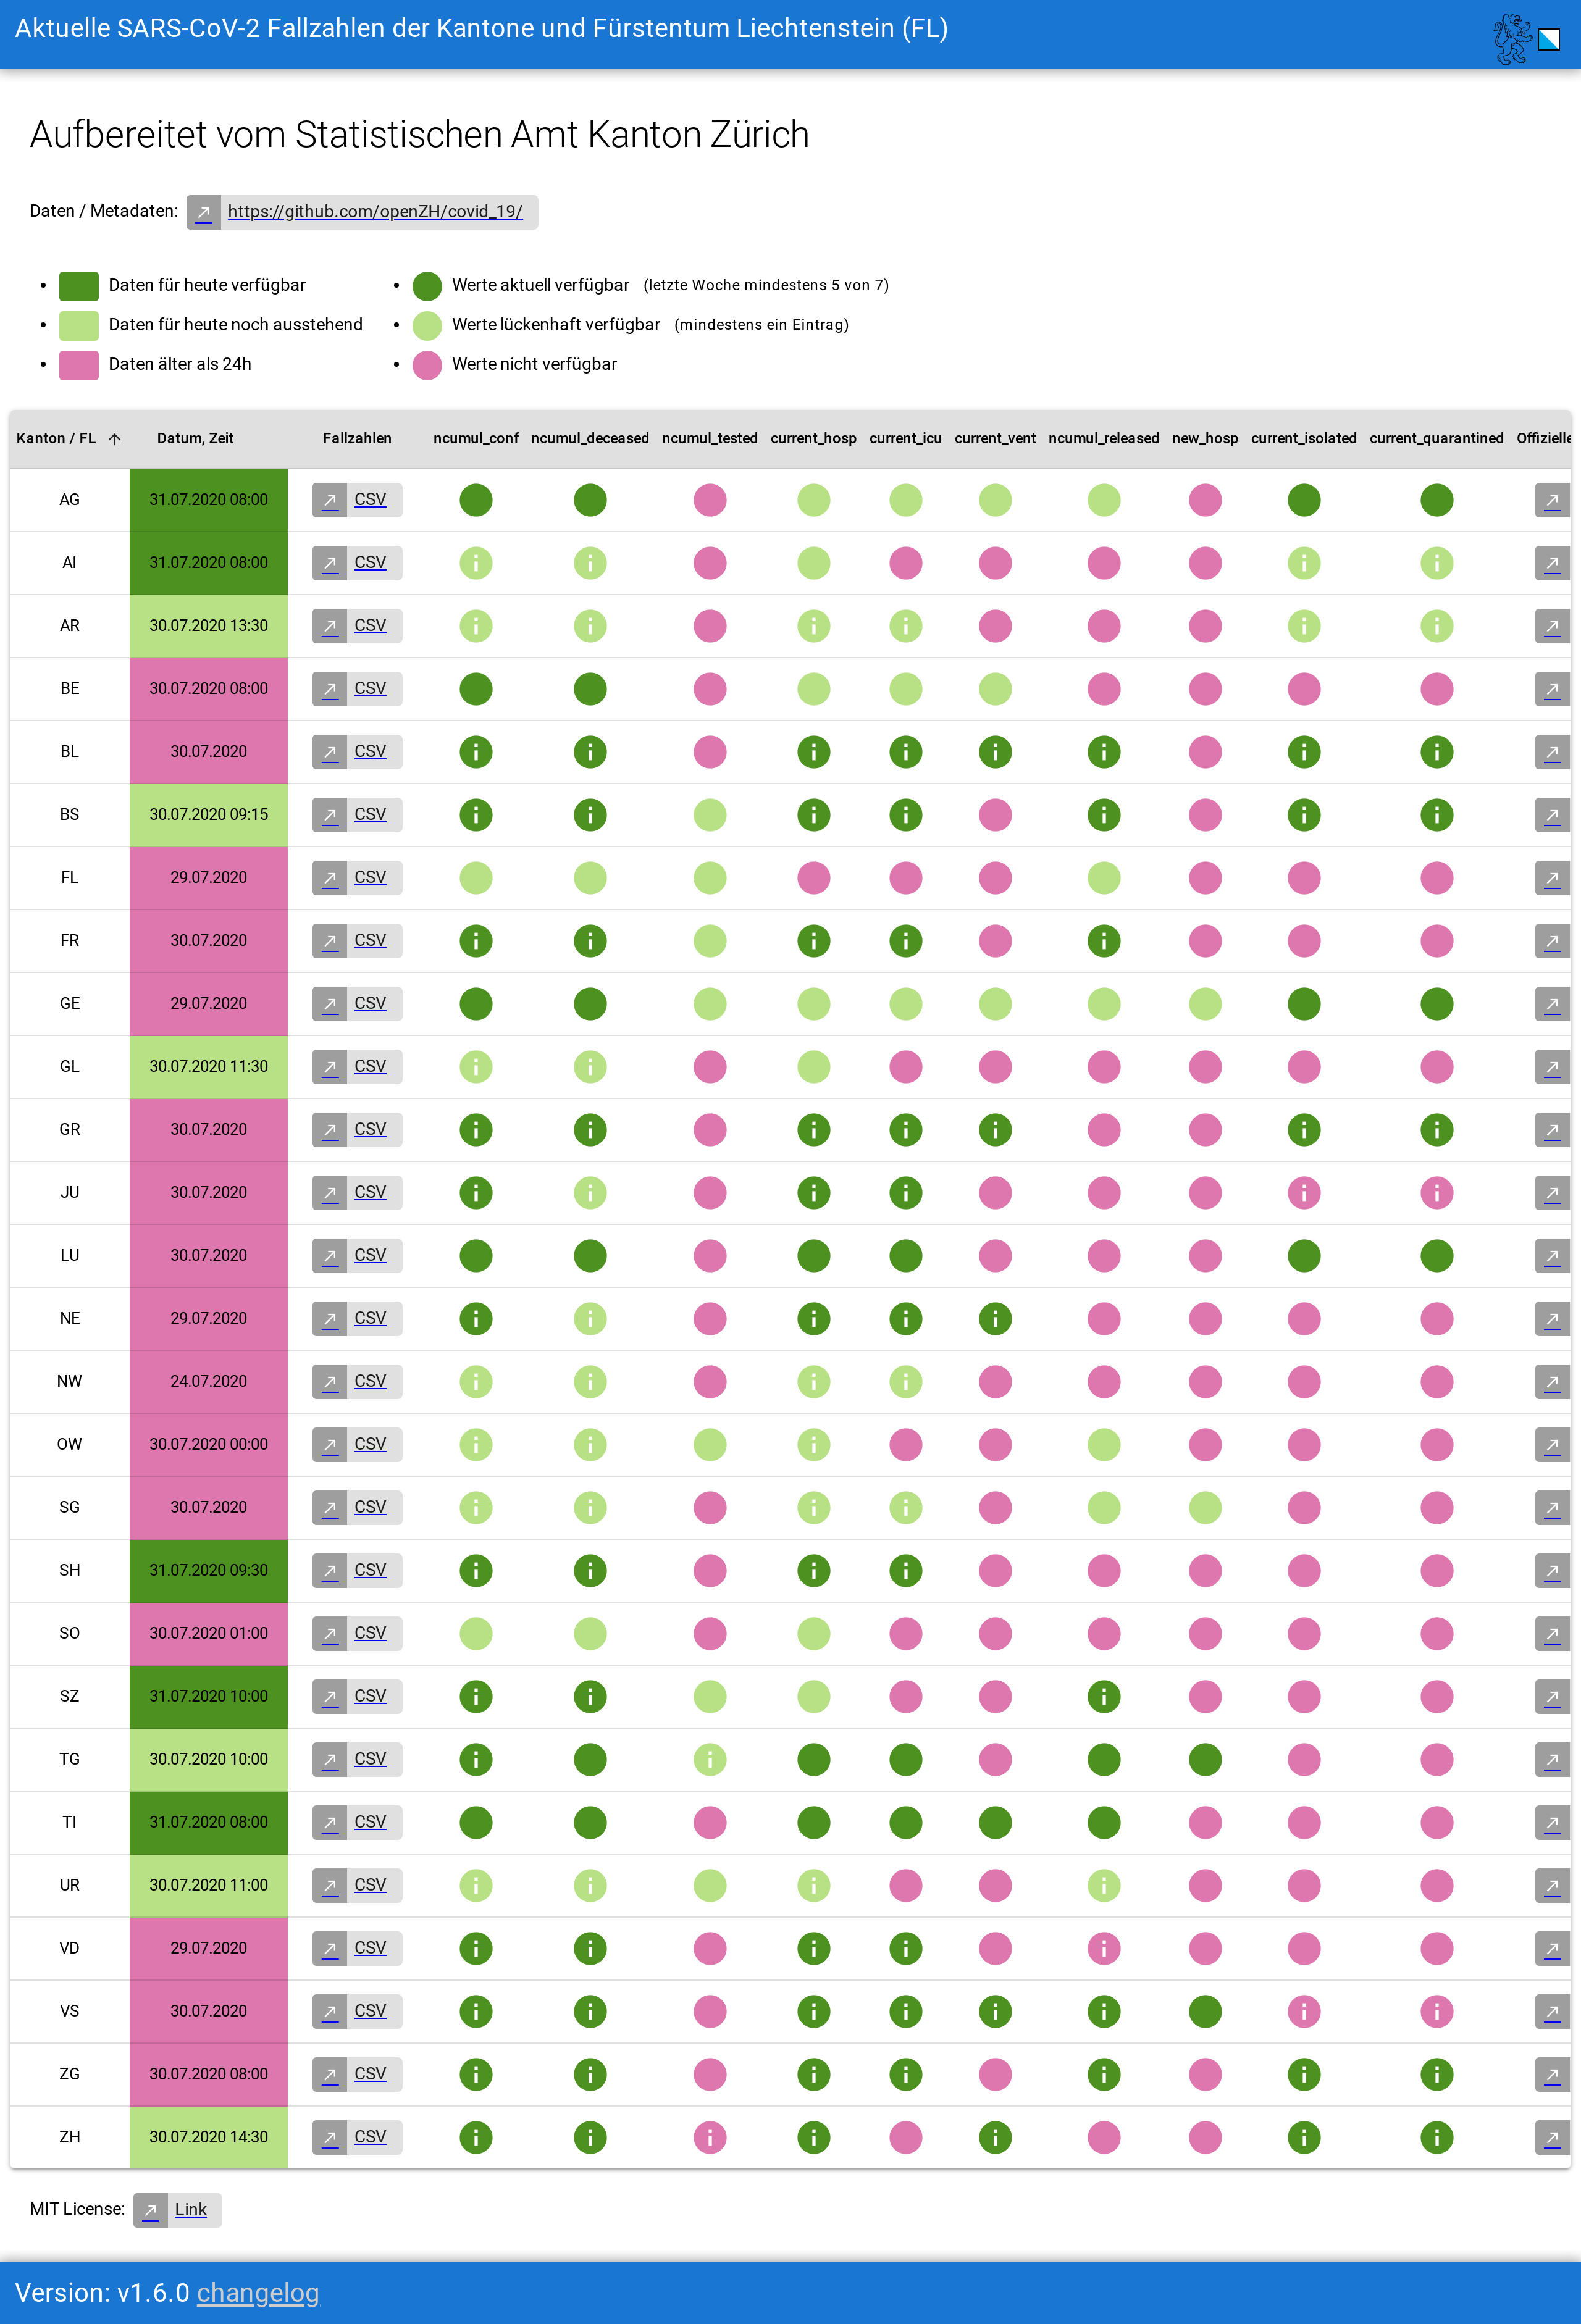 Aktuelle SARS-CoV-2 Fallzahlen der Kantone und Fürstentum Liechtenstein (FL)
Aufbereitet vom Statistischen Amt Kanton Zürich
Daten / Metadaten: https://github.com/openZH/covid_19/
Daten für heute verfügbar
Daten für heute noch ausstehend
Daten älter als 24h
Werte aktuell verfügbar (letzte Woche mindestens 5 von 7)
Werte lückenhaft verfügbar (mindestens ein Eintrag)
Werte nicht verfügbar
Kanton / FL Datum, Zeit Fallzahlen ncumul_conf ncumul_deceased ncumul_tested current_hosp current_icu current_vent ncumul_released new_hosp current_isolated current_quarantined Offizielle
AG 31.07.2020 08:00 CSV
AI 31.07.2020 08:00 CSV
AR 30.07.2020 13:30 CSV
BE 30.07.2020 08:00 CSV
BL 30.07.2020 CSV
BS 30.07.2020 09:15 CSV
FL 29.07.2020 CSV
FR 30.07.2020 CSV
GE 29.07.2020 CSV
GL 30.07.2020 11:30 CSV
GR 30.07.2020 CSV
JU 30.07.2020 CSV
LU 30.07.2020 CSV
NE 29.07.2020 CSV
NW 24.07.2020 CSV
OW 30.07.2020 00:00 CSV
SG 30.07.2020 CSV
SH 31.07.2020 09:30 CSV
SO 30.07.2020 01:00 CSV
SZ 31.07.2020 10:00 CSV
TG 30.07.2020 10:00 CSV
TI 31.07.2020 08:00 CSV
UR 30.07.2020 11:00 CSV
VD 29.07.2020 CSV
VS 30.07.2020 CSV
ZG 30.07.2020 08:00 CSV
ZH 30.07.2020 14:30 CSV
MIT License: Link
Version: v1.6.0 changelog